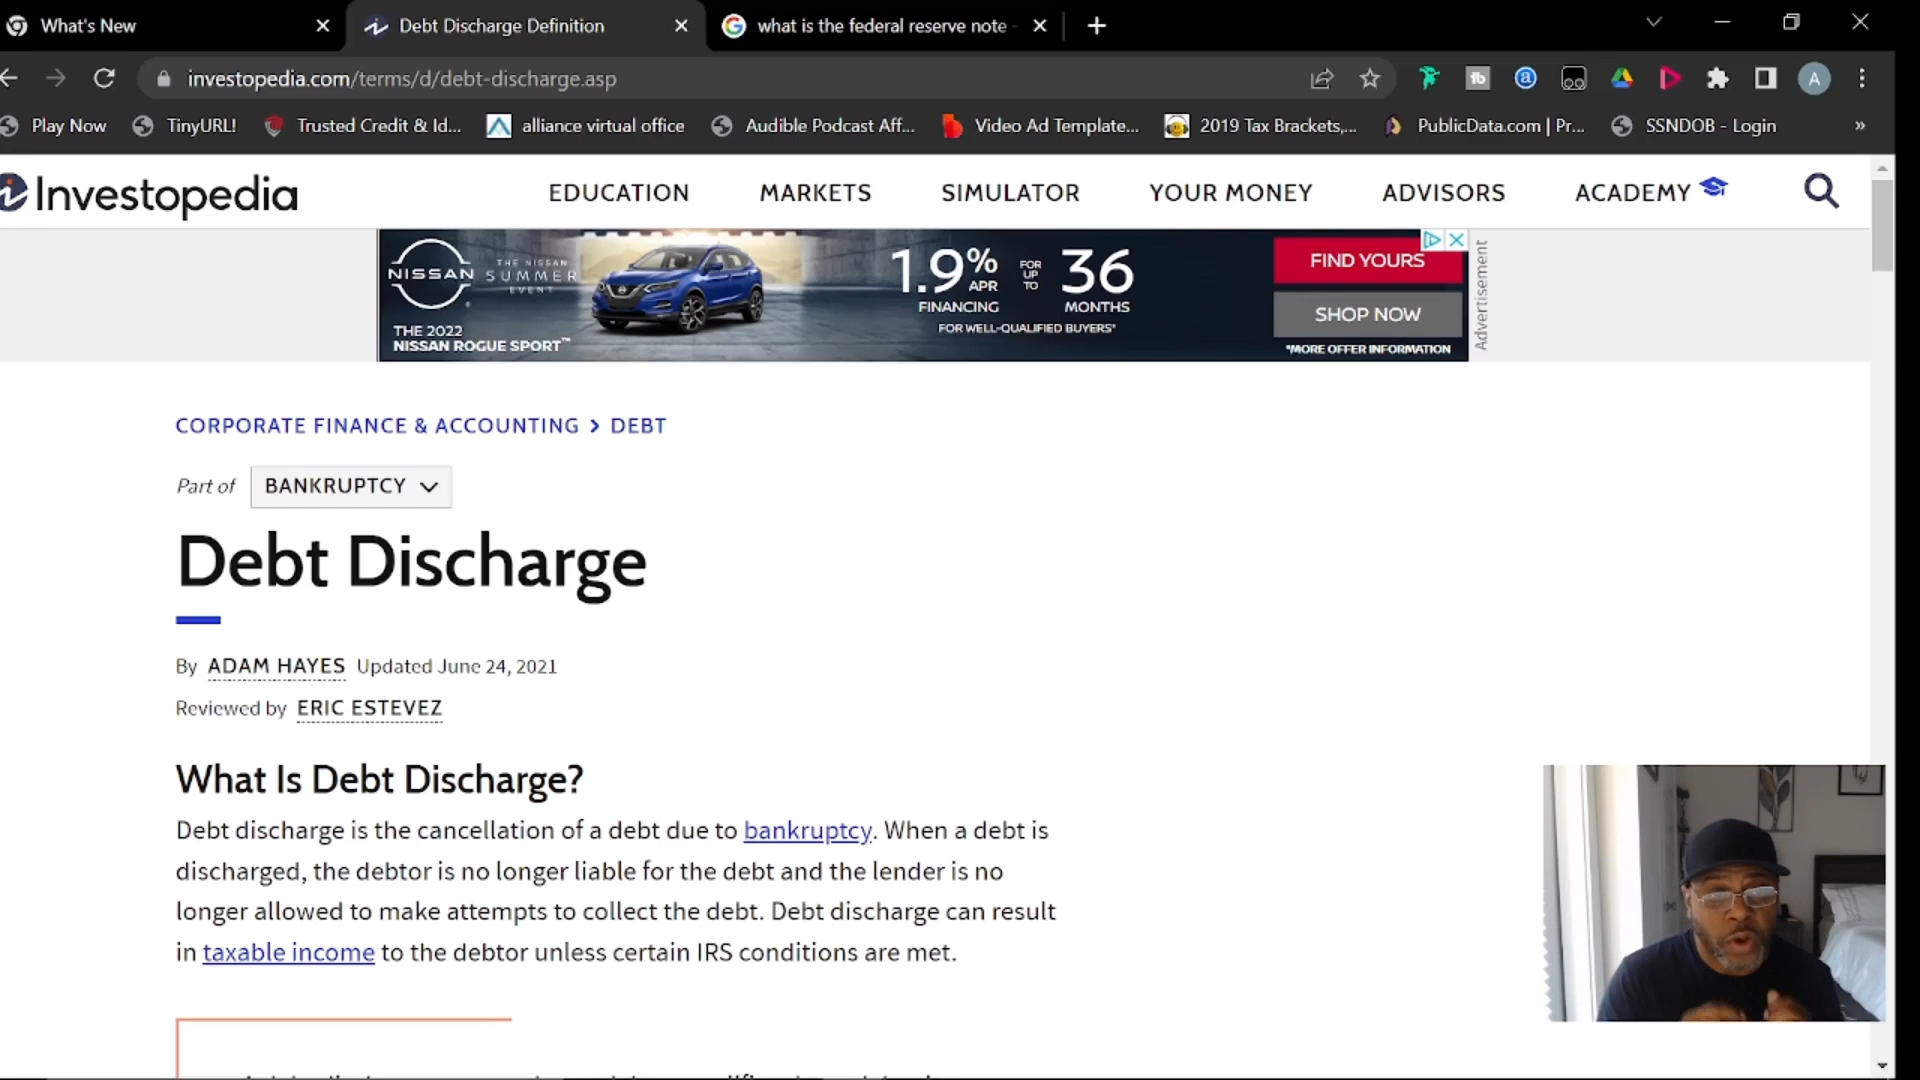 What's New
Debt Discharge Definition
what is the federal reserve note -
investopedia.com/terms/d/debt-discharge.asp
A
Play Now
TinyURL!
Trusted Credit & Id...
alliance virtual office
Audible Podcast Aff...
Video Ad Template...
2019 Tax Brackets,...
PublicData.com | Pr...
SSNDOB - Login
»
Investopedia
EDUCATION
MARKETS
SIMULATOR
YOUR MONEY
ADVISORS
ACADEMY
NISSAN
THE NISSAN
SUMMER
EVENT
THE 2022
NISSAN ROGUE SPORT™
1.9% APR
FINANCING
FOR
UP
TO
36
MONTHS
FOR WELL-QUALIFIED BUYERS*
FIND YOURS
SHOP NOW
*MORE OFFER INFORMATION
Advertisement
CORPORATE FINANCE & ACCOUNTING > DEBT
Part of BANKRUPTCY
Debt Discharge
By ADAM HAYES Updated June 24, 2021
Reviewed by ERIC ESTEVEZ
What Is Debt Discharge?
Debt discharge is the cancellation of a debt due to bankruptcy. When a debt is
discharged, the debtor is no longer liable for the debt and the lender is no
longer allowed to make attempts to collect the debt. Debt discharge can result
in taxable income to the debtor unless certain IRS conditions are met.